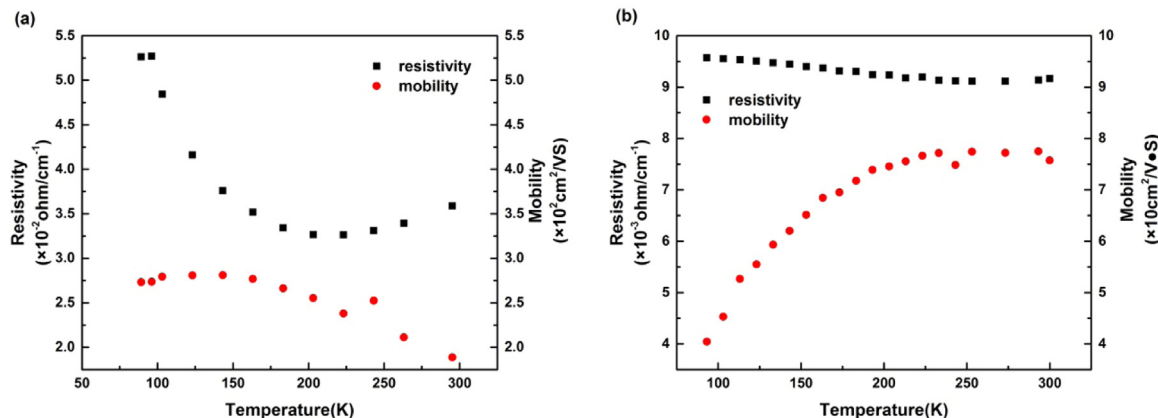 (a)
5.5
5.0
4.5
4.0
3.5
3.0
2.5
2.0
Resistivity
(×10⁻²ohm/cm⁻¹)
resistivity
mobility
5.5
5.0
4.5
4.0
3.5
3.0
2.5
2.0
Mobility
(×10²cm²/VS)
50
100
150
200
250
300
Temperature(K)
(b)
10
9
8
7
6
5
4
Resistivity
(×10⁻³ohm/cm⁻¹)
resistivity
mobility
10
9
8
7
6
5
4
Mobility
(×10cm²/V●S)
100
150
200
250
300
Temperature(K)